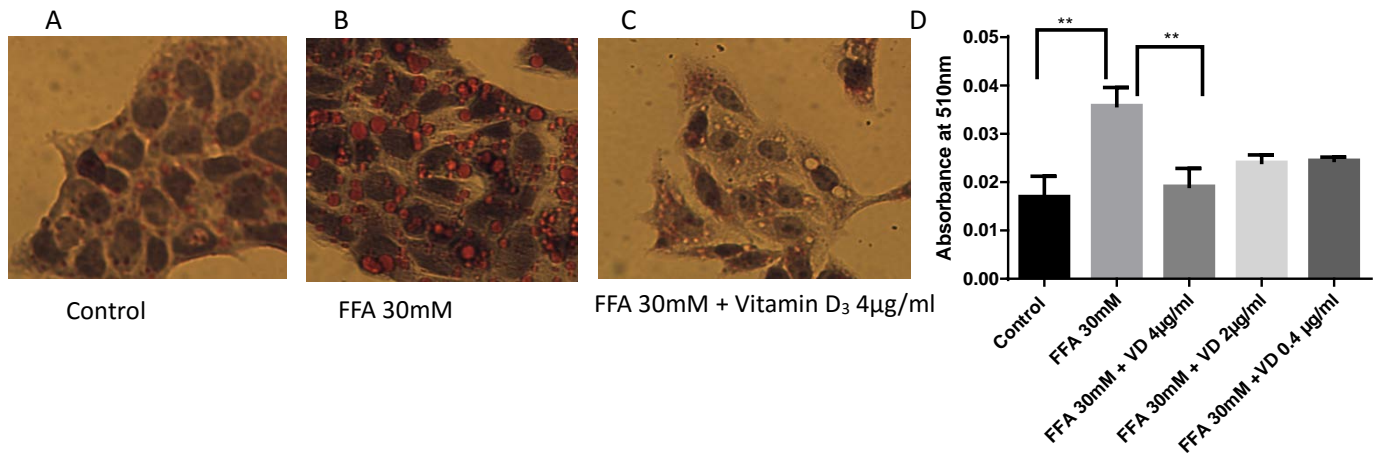 A
B
C
D
Control
FFA 30mM
FFA 30mM + Vitamin D₃ 4µg/ml
**
**
Absorbance at 510nm
0.05
0.04
0.03
0.02
0.01
0.00
Control
FFA 30mM
FFA 30mM + VD 4µg/ml
FFA 30mM + VD 2µg/ml
FFA 30mM +VD 0.4 µg/ml